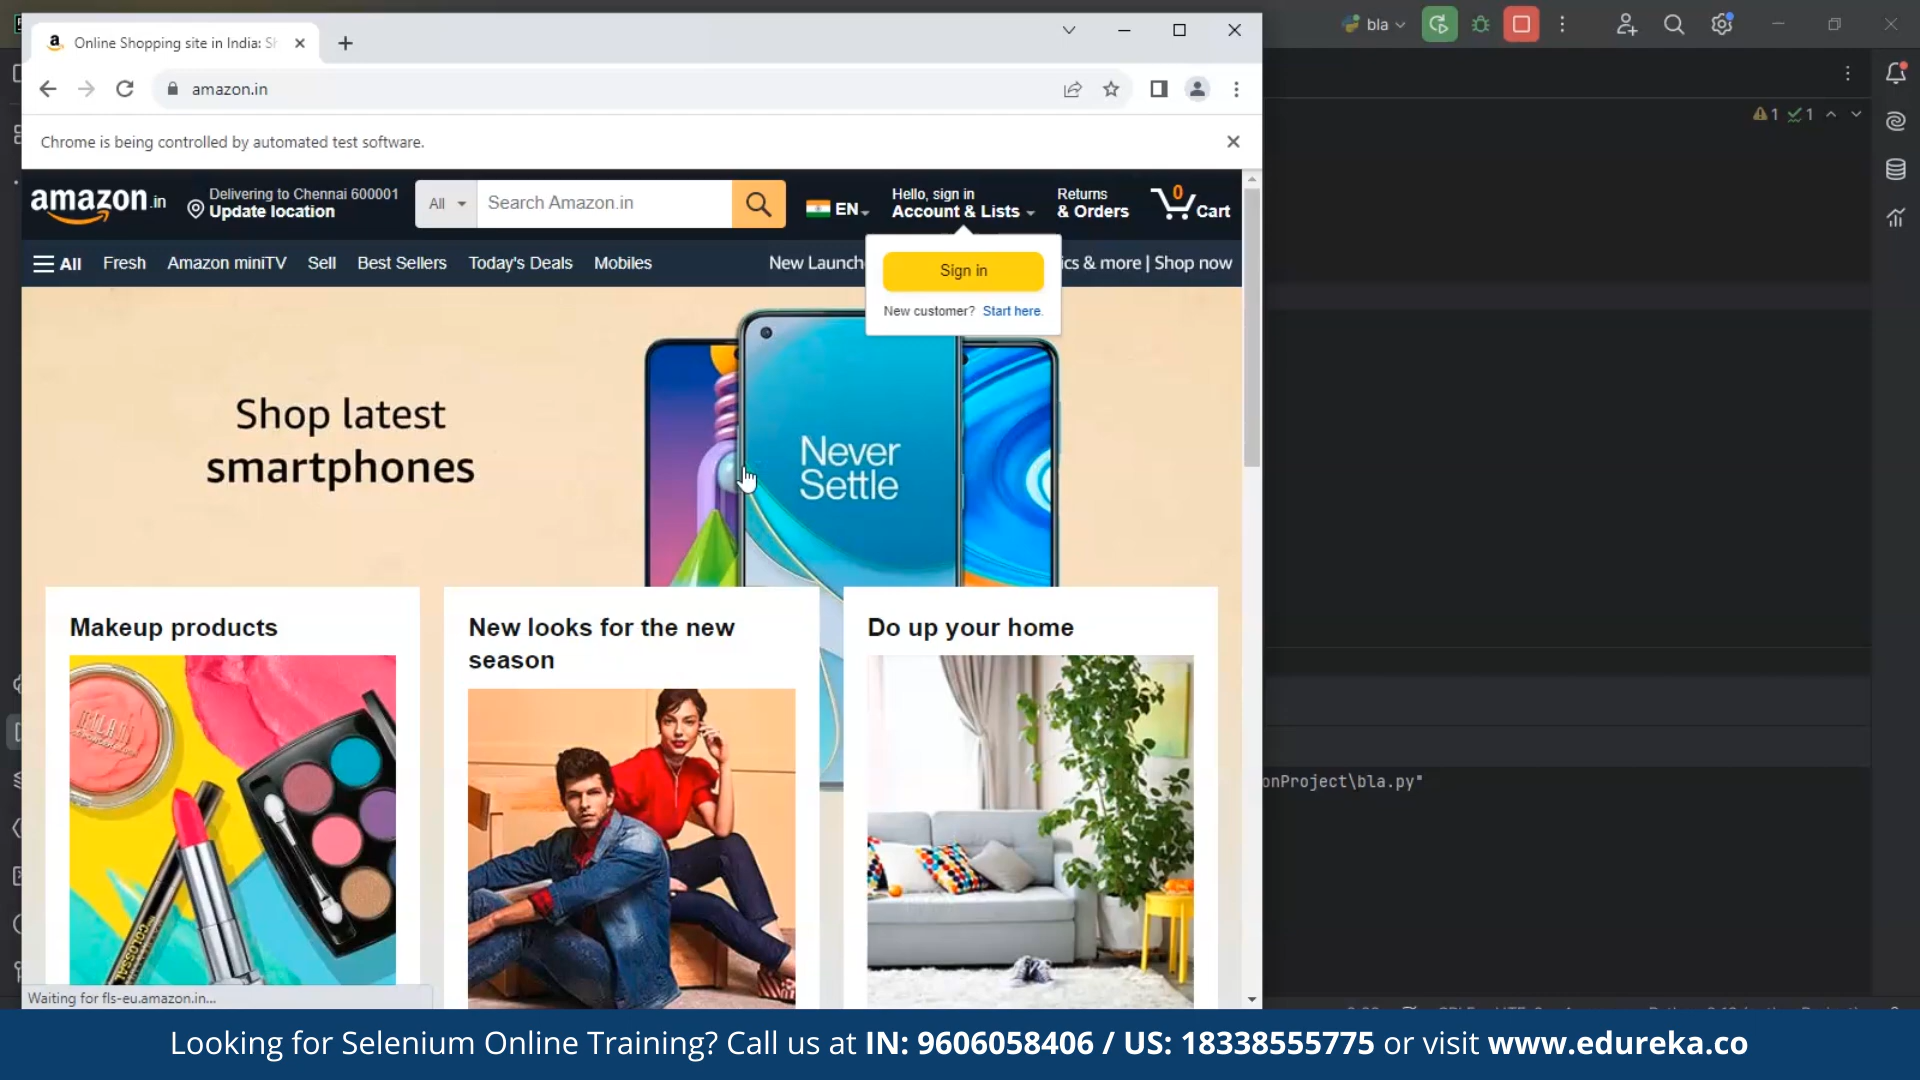 Online Shopping site in India: Sh
bla
amazon.in
1
1
Chrome is being controlled by automated test software.
amazon.in
Delivering to Chennai 600001
Update location
All
Search Amazon.in
EN
Hello, sign in
Account & Lists
Returns
& Orders
0
Cart
All
Fresh
Amazon miniTV
Sell
Best Sellers
Today's Deals
Mobiles
New Launch
ics & more | Shop now
Sign in
New customer? Start here.
Shop latest
smartphones
Never
Settle
Makeup products
New looks for the new
season
Do up your home
onProject\bla.py"
MILANI
COLOSSAL
Waiting for fls-eu.amazon.in...
Looking for Selenium Online Training? Call us at IN: 9606058406 / US: 18338555775 or visit www.edureka.co